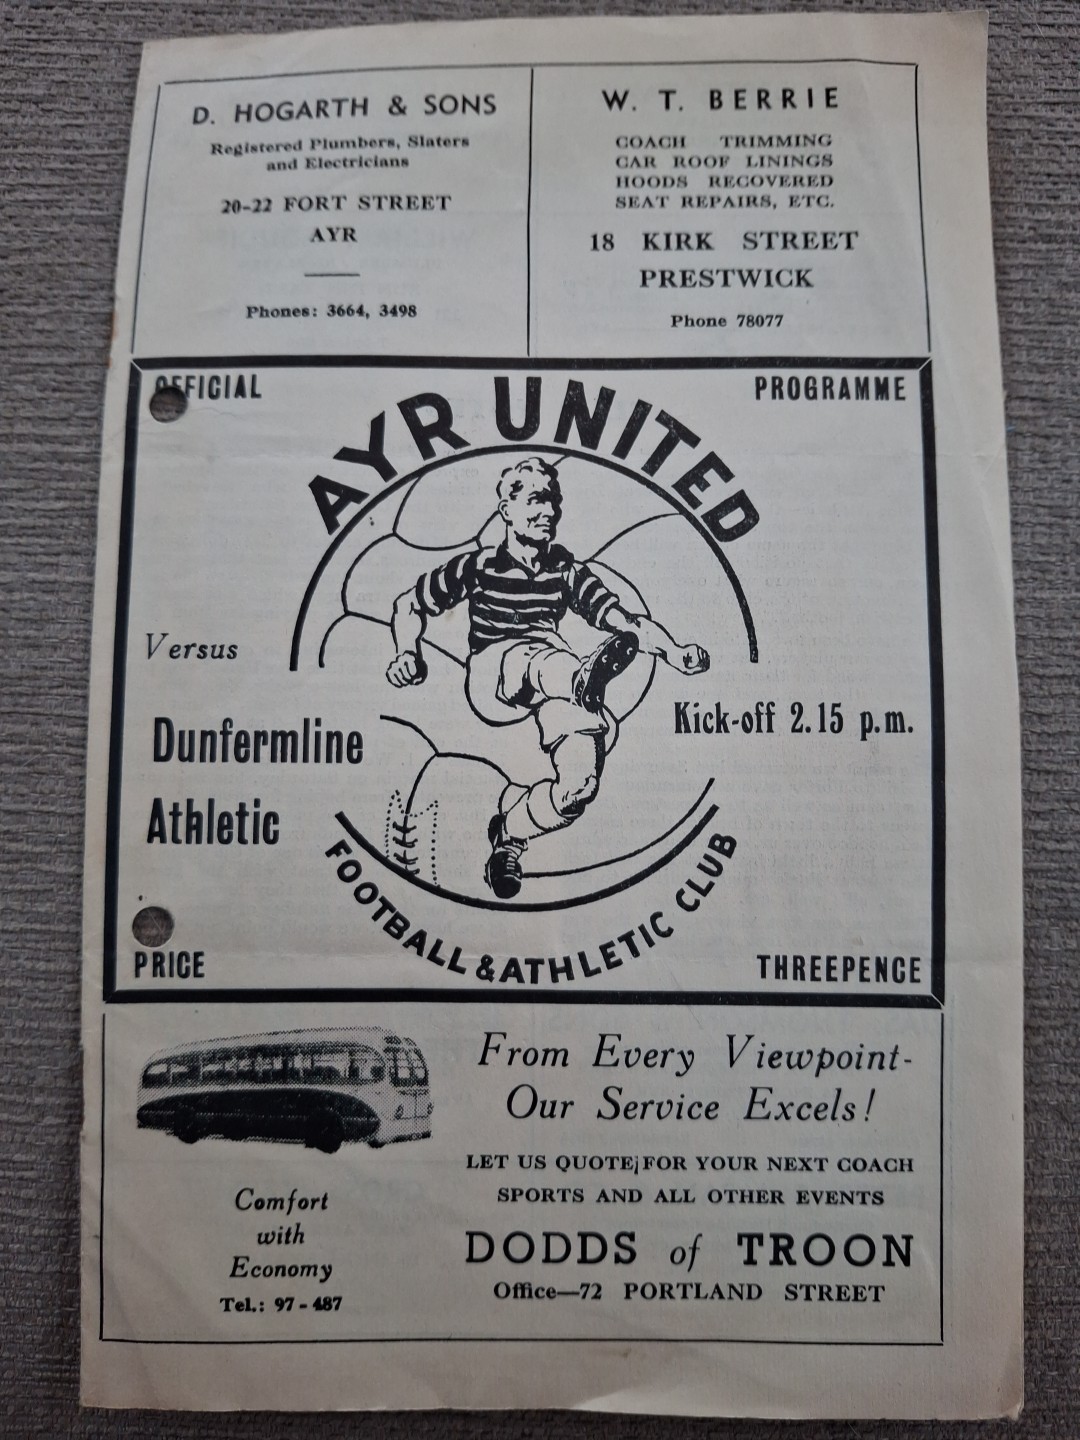 D. HOGARTH & SONS
Registered Plumbers, Slaters
and Electricians
20-22 FORT STREET
AYR
Phones: 3664, 3498
W. T. BERRIE
COACH TRIMMING
CAR ROOF LININGS
HOODS RECOVERED
SEAT REPAIRS, ETC.
18 KIRK STREET
PRESTWICK
Phone 78077
OFFICIAL PROGRAMME
AYR UNITED
Versus
Dunfermline
Athletic
Kick-off 2.15 p.m.
FOOTBALL & ATHLETIC CLUB
PRICE THREEPENCE
From Every Viewpoint-
Our Service Excels!
LET US QUOTE FOR YOUR NEXT COACH
SPORTS AND ALL OTHER EVENTS
DODDS of TROON
Office—72 PORTLAND STREET
Comfort
with
Economy
Tel.: 97-487